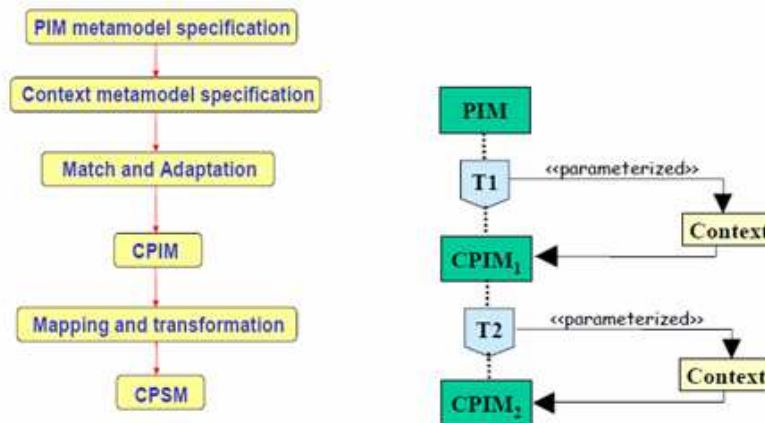 PIM metamodel specification
Context metamodel specification
Match and Adaptation
CPIM
Mapping and transformation
CPSM
PIM
T1
<<parameterized>>
Context
CPIM₁
T2
<<parameterized>>
Context
CPIM₂